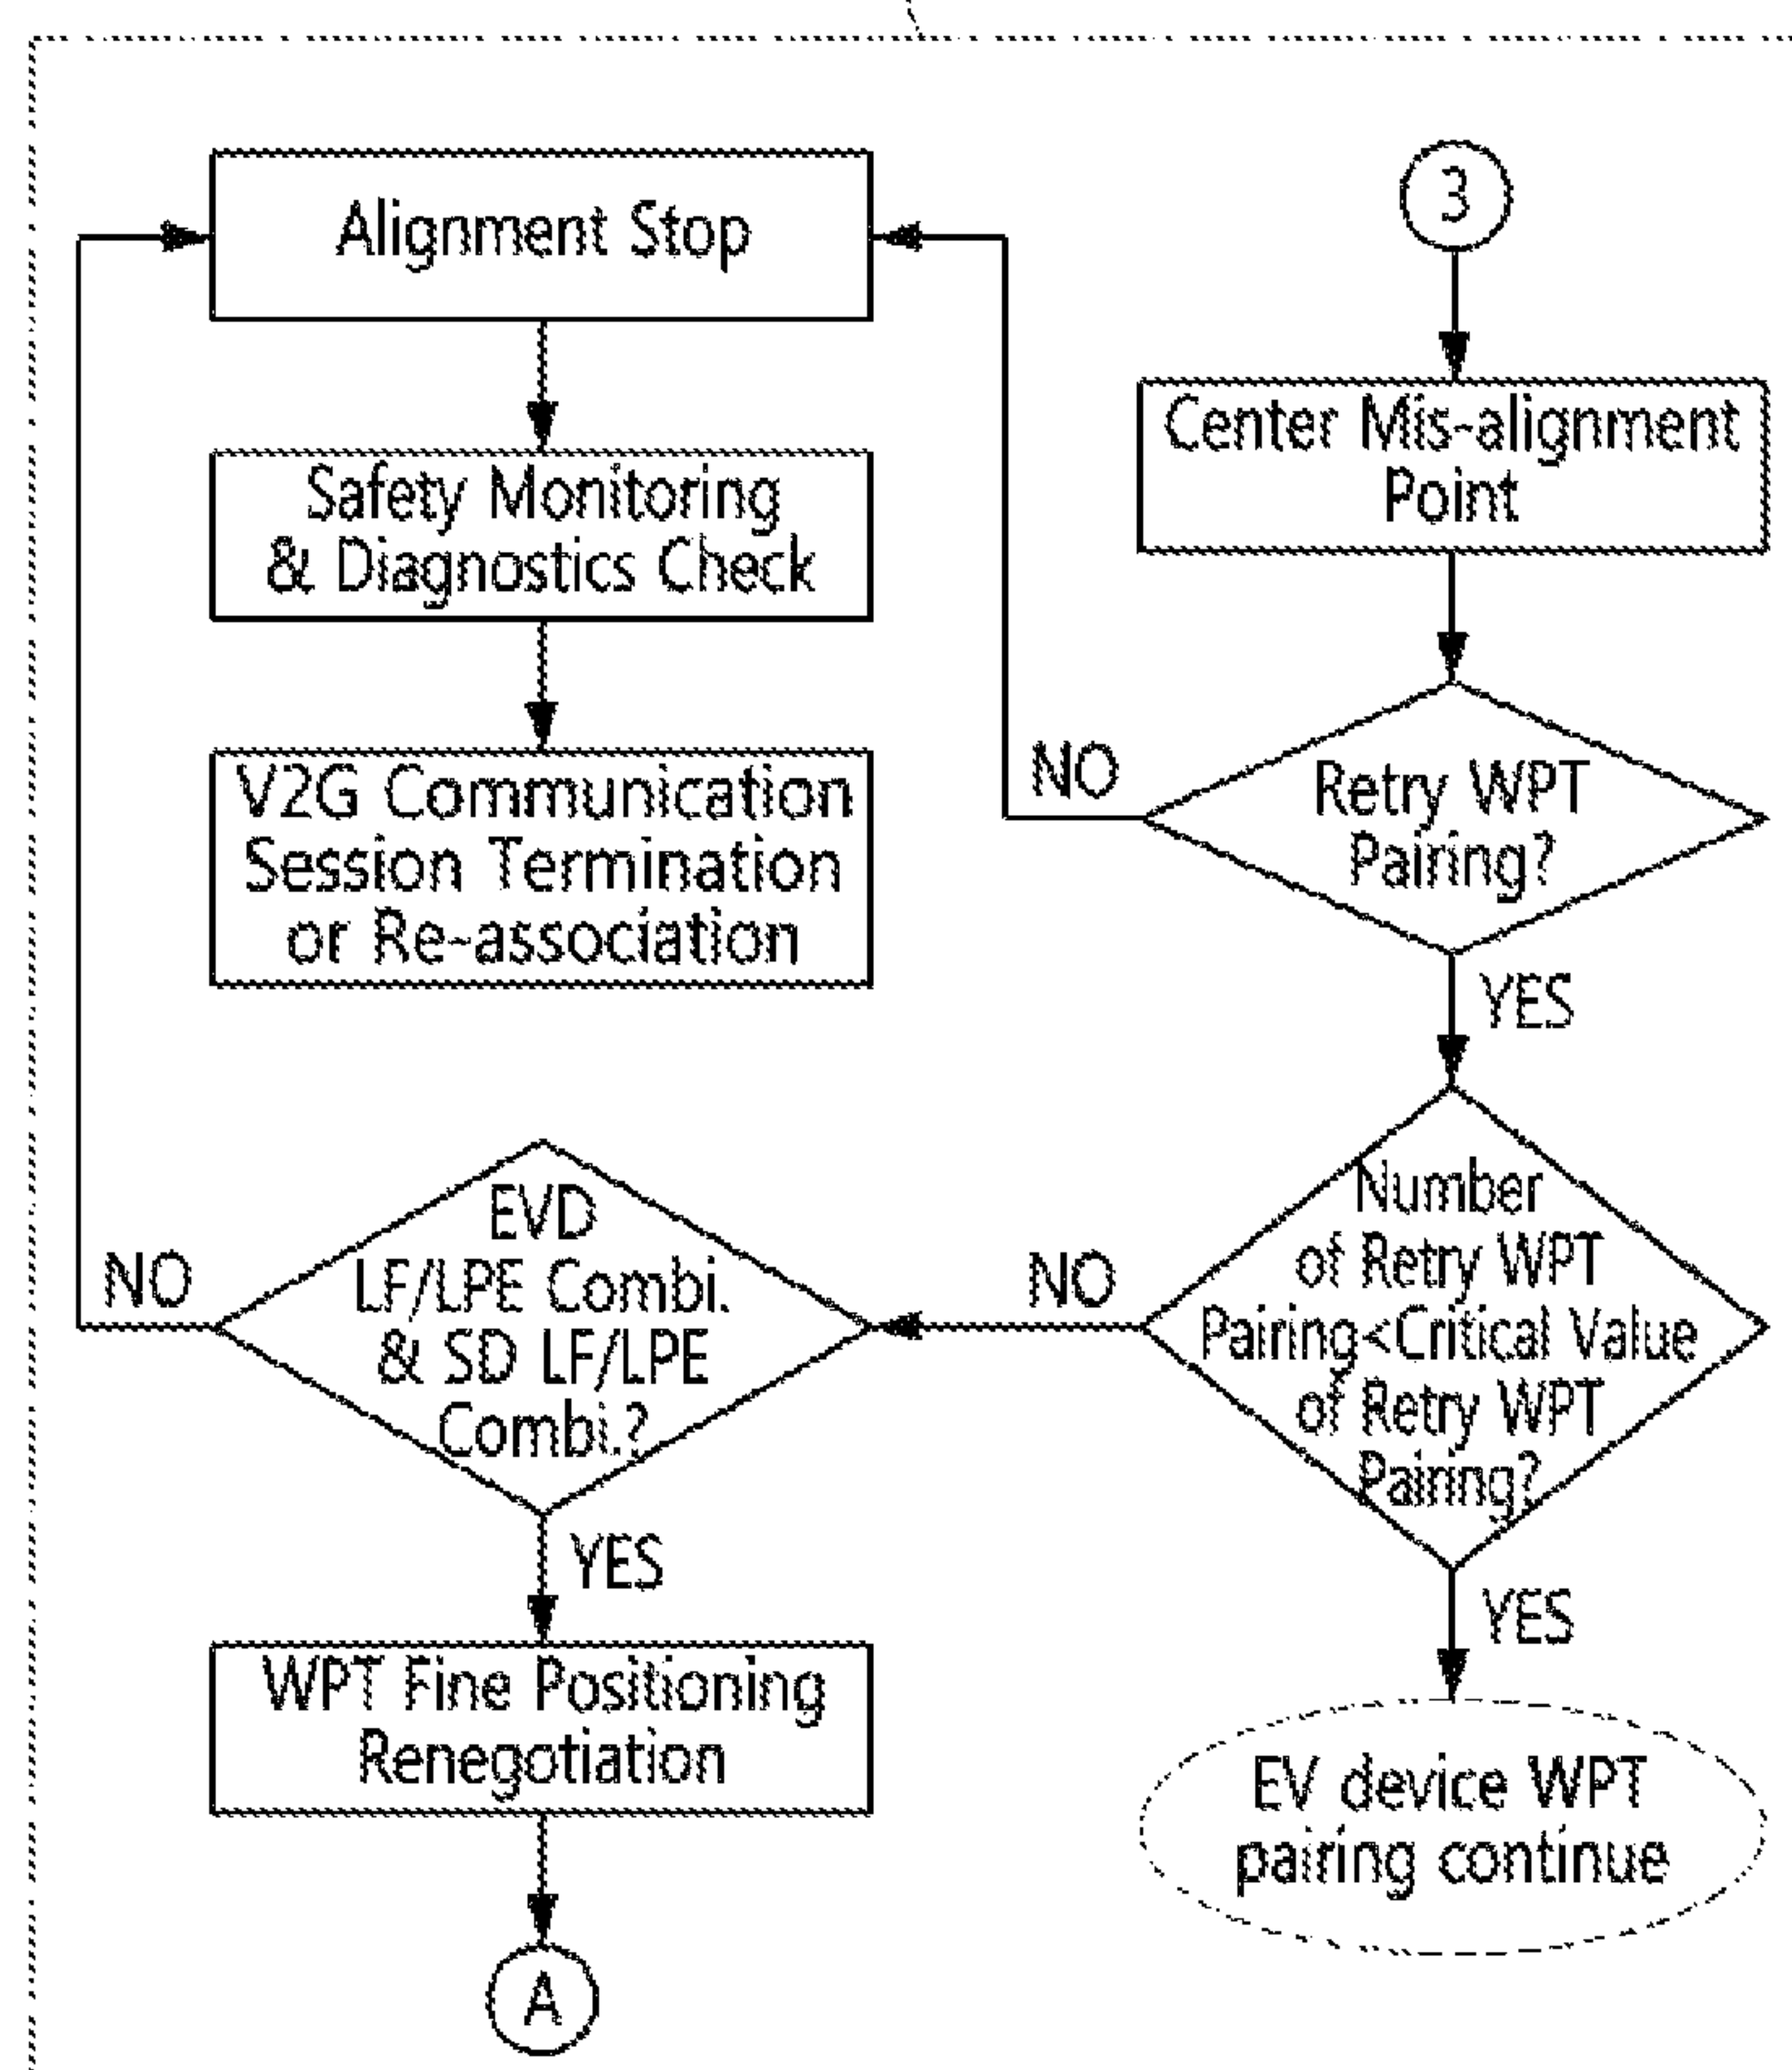 3
Center Mis-alignment
Point
Retry WPT
Pairing?
NO
YES
Alignment Stop
Safety Monitoring
& Diagnostics Check
V2G Communication
Session Termination
or Re-association
Number
of Retry WPT
Pairing<Critical Value
of Retry WPT
Pairing?
NO
YES
EV device WPT
pairing continue
EVD
LF/LPE Combi.
& SD LF/LPE
Combi.?
NO
YES
WPT Fine Positioning
Renegotiation
A